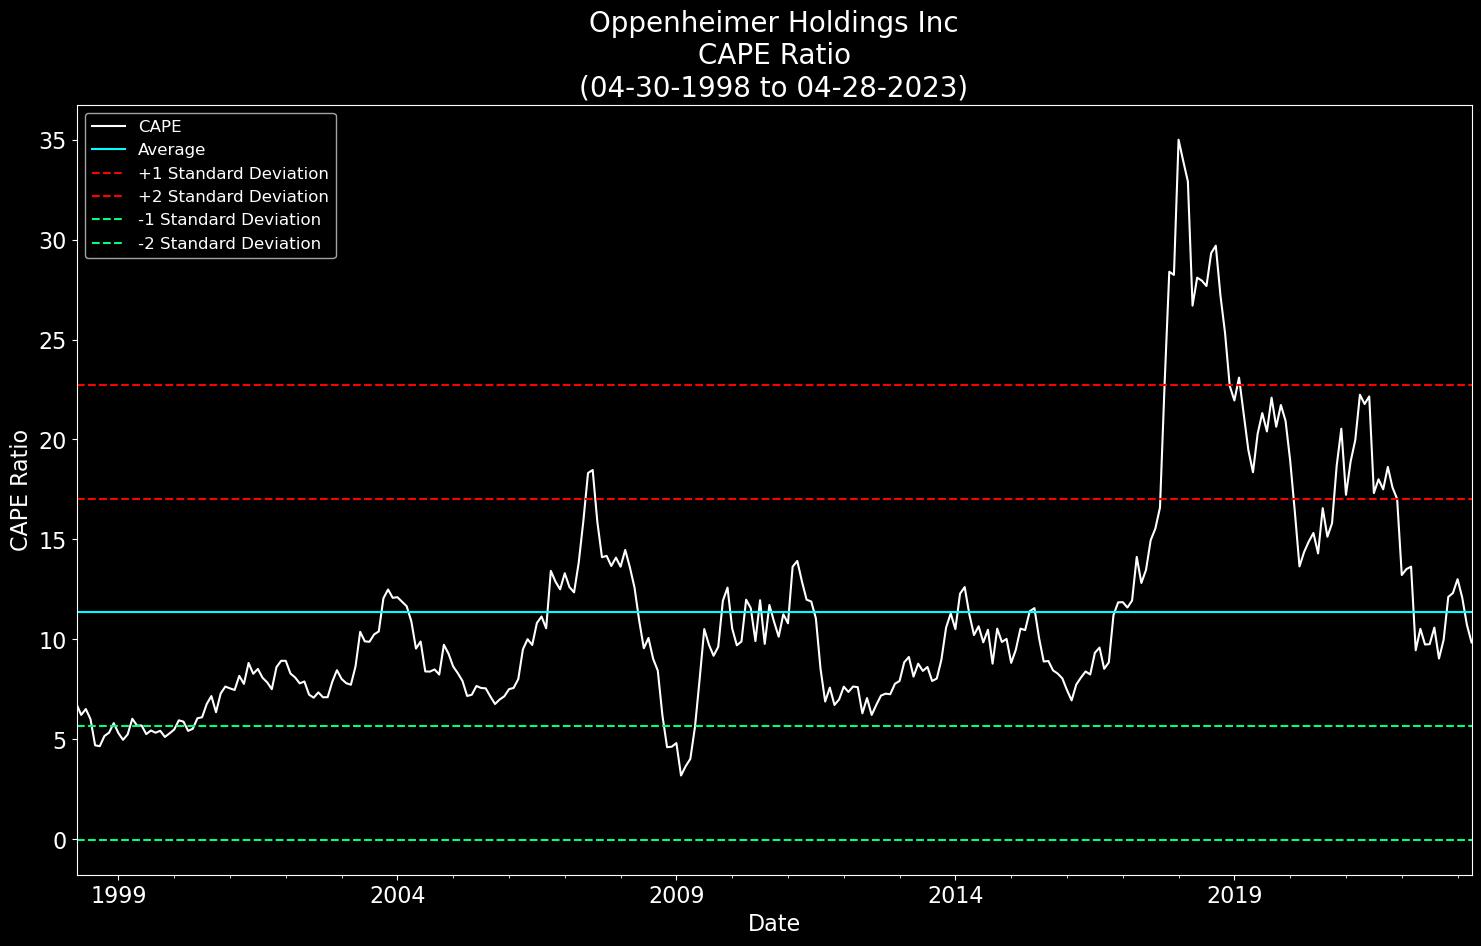 Oppenheimer Holdings Inc
CAPE Ratio
(04-30-1998 to 04-28-2023)
CAPE
Average
+1 Standard Deviation
+2 Standard Deviation
-1 Standard Deviation
-2 Standard Deviation
CAPE Ratio
35
30
25
20
15
10
5
0
1999 2004 2009 2014 2019
Date